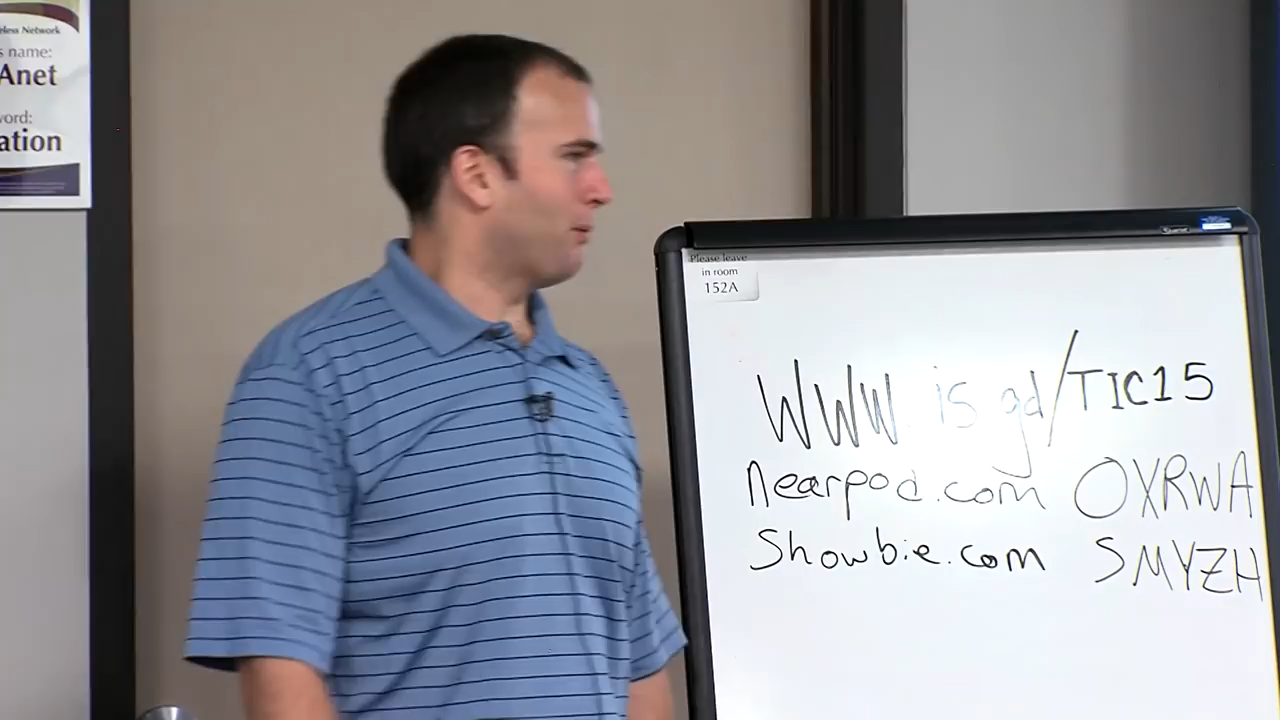 eless Network
s name:
Anet
word:
ation
Please leave
in room
152A
WWW is gd/TIC15
nearpod.com OXRWA
Showbie.com SMYZH